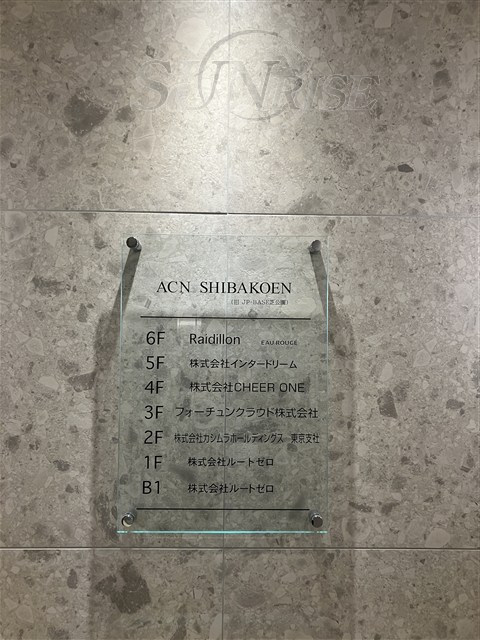 SUNRISE
ACN SHIBAKOEN
(旧 JP-BASE芝公園)
6F Raidillon EAU ROUGE
5F 株式会社インタードリーム
4F 株式会社CHEER ONE
3F フォーチュンクラウド株式会社
2F 株式会社カシムラホールディングス 東京支社
1F 株式会社ルートゼロ
B1 株式会社ルートゼロ